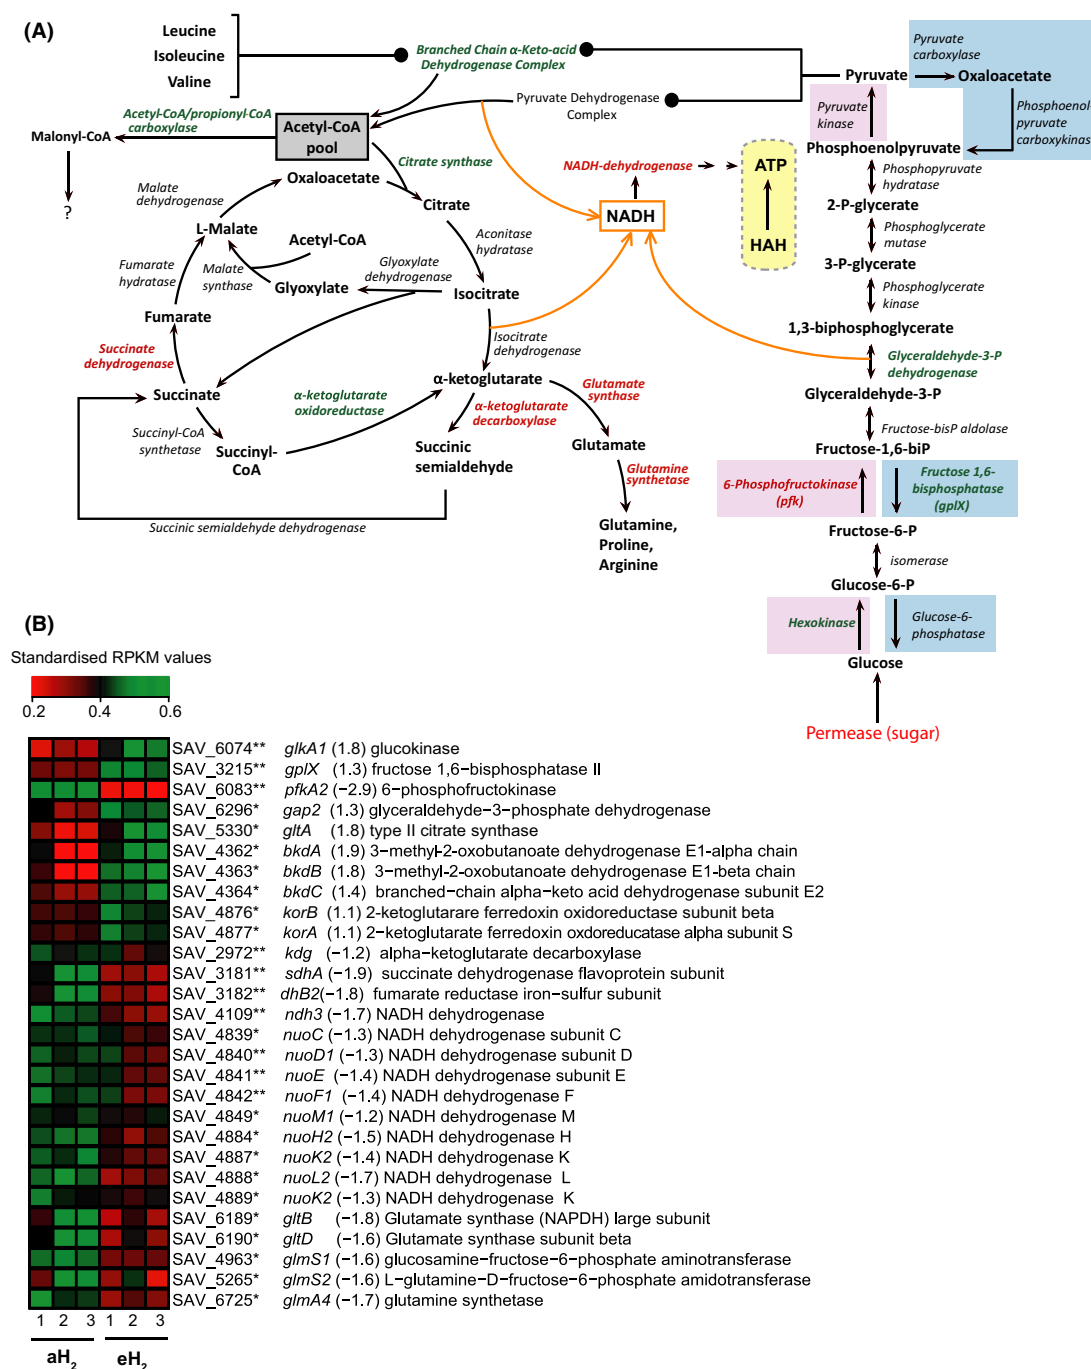 (A)
Leucine
Isoleucine
Valine
Branched Chain α-Keto-acid
Dehydrogenase Complex
Pyruvate Dehydrogenase
Complex
Pyruvate
Pyruvate
carboxylase
Oxaloacetate
Pyruvate
kinase
Phosphoenol-
pyruvate
carboxykinase
Phosphoenolpyruvate
Acetyl-CoA/propionyl-CoA
carboxylase
Malonyl-CoA
?
Acetyl-CoA
pool
Citrate synthase
Oxaloacetate
Citrate
Malate
dehydrogenase
L-Malate
Acetyl-CoA
Malate
synthase
Glyoxylate
Glyoxylate
dehydrogenase
Aconitase
hydratase
Isocitrate
Fumarate
hydratase
Fumarate
Isocitrate
dehydrogenase
Succinate
dehydrogenase
Succinate
α-ketoglutarate
oxidoreductase
α-ketoglutarate
Succinyl-CoA
synthetase
Succinyl-
CoA
α-ketoglutarate
decarboxylase
Succinic
semialdehyde
Succinic semialdehyde dehydrogenase
Glutamate
synthase
Glutamate
Glutamine
synthetase
Glutamine,
Proline,
Arginine
NADH-dehydrogenase
NADH
ATP
HAH
Phosphopyruvate
hydratase
2-P-glycerate
Phosphoglycerate
mutase
3-P-glycerate
Phosphoglycerate
kinase
1,3-biphosphoglycerate
Glyceraldehyde-3-P
dehydrogenase
Glyceraldehyde-3-P
Fructose-bisP aldolase
Fructose-1,6-biP
6-Phosphofructokinase
(pfk)
Fructose 1,6-
bisphosphatase
(gplX)
Fructose-6-P
isomerase
Glucose-6-P
Hexokinase
Glucose-6-
phosphatase
Glucose
Permease (sugar)
(B)
Standardised RPKM values
0.2 0.4 0.6
SAV_6074** glkA1 (1.8) glucokinase
SAV_3215** gplX (1.3) fructose 1,6−bisphosphatase II
SAV_6083** pfkA2 (−2.9) 6−phosphofructokinase
SAV_6296* gap2 (1.3) glyceraldehyde−3−phosphate dehydrogenase
SAV_5330* gltA (1.8) type II citrate synthase
SAV_4362* bkdA (1.9) 3−methyl−2−oxobutanoate dehydrogenase E1-alpha chain
SAV_4363* bkdB (1.8) 3−methyl−2−oxobutanoate dehydrogenase E1-beta chain
SAV_4364* bkdC (1.4) branched−chain alpha−keto acid dehydrogenase subunit E2
SAV_4876* korB (1.1) 2-ketoglutarare ferredoxin oxidoreductase subunit beta
SAV_4877* korA (1.1) 2-ketoglutarate ferredoxin oxdoreducatase alpha subunit S
SAV_2972** kdg (−1.2) alpha−ketoglutarate decarboxylase
SAV_3181** sdhA (−1.9) succinate dehydrogenase flavoprotein subunit
SAV_3182** dhB2(−1.8) fumarate reductase iron−sulfur subunit
SAV_4109** ndh3 (−1.7) NADH dehydrogenase
SAV_4839* nuoC (−1.3) NADH dehydrogenase subunit C
SAV_4840** nuoD1 (−1.3) NADH dehydrogenase subunit D
SAV_4841** nuoE (−1.4) NADH dehydrogenase subunit E
SAV_4842** nuoF1 (−1.4) NADH dehydrogenase F
SAV_4849* nuoM1 (−1.2) NADH dehydrogenase M
SAV_4884* nuoH2 (−1.5) NADH dehydrogenase H
SAV_4887* nuoK2 (−1.4) NADH dehydrogenase K
SAV_4888* nuoL2 (−1.7) NADH dehydrogenase L
SAV_4889* nuoK2 (−1.3) NADH dehydrogenase K
SAV_6189* gltB (−1.8) Glutamate synthase (NAPDH) large subunit
SAV_6190* gltD (−1.6) Glutamate synthase subunit beta
SAV_4963* glmS1 (−1.6) glucosamine−fructose−6−phosphate aminotransferase
SAV_5265* glmS2 (−1.6) L−glutamine−D−fructose−6−phosphate amidotransferase
SAV_6725* glmA4 (−1.7) glutamine synthetase
1 2 3 1 2 3
aH2 eH2